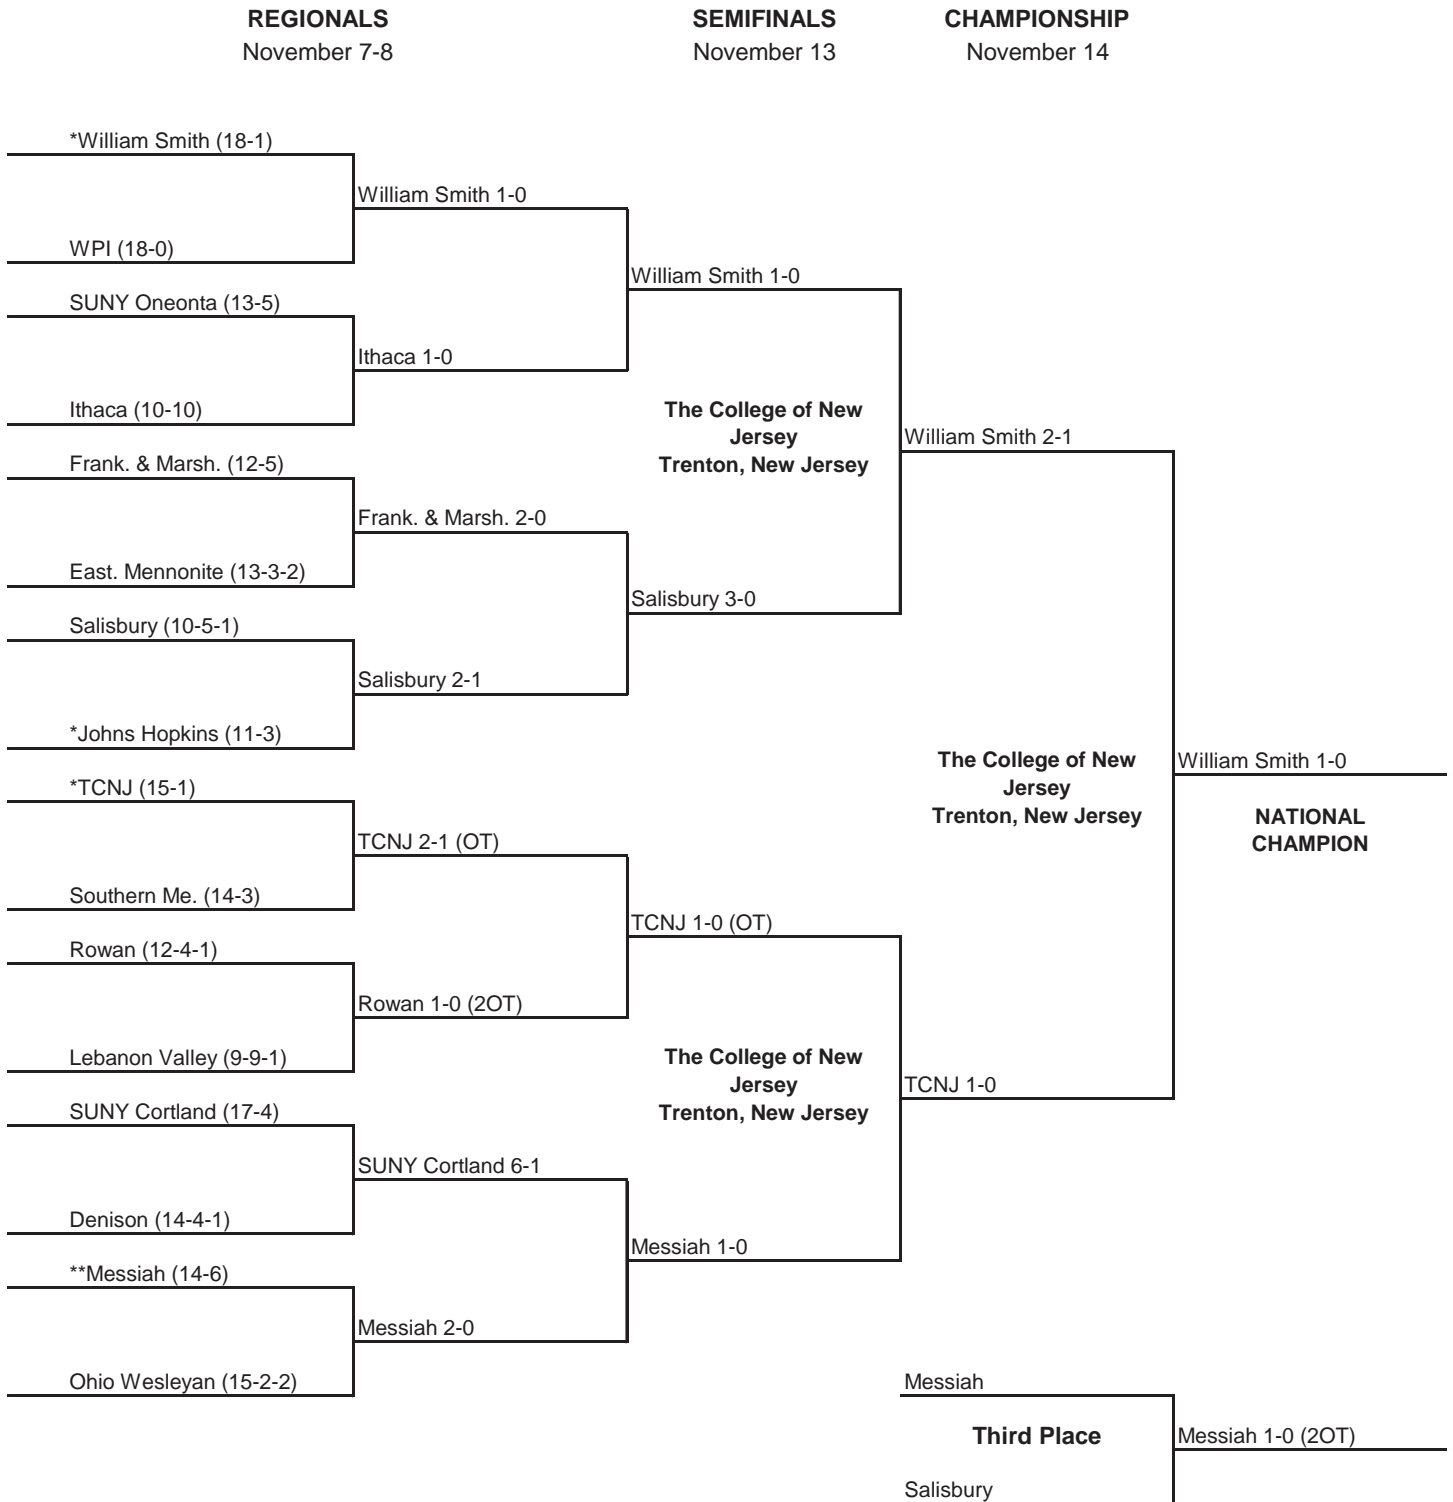 REGIONALS
November 7-8
SEMIFINALS
November 13
CHAMPIONSHIP
November 14
*William Smith (18-1)
William Smith 1-0
WPI (18-0)
William Smith 1-0
SUNY Oneonta (13-5)
Ithaca 1-0
Ithaca (10-10)
The College of New
Jersey
Trenton, New Jersey
William Smith 2-1
Frank. & Marsh. (12-5)
Frank. & Marsh. 2-0
East. Mennonite (13-3-2)
Salisbury 3-0
Salisbury (10-5-1)
Salisbury 2-1
*Johns Hopkins (11-3)
The College of New
Jersey
Trenton, New Jersey
William Smith 1-0
NATIONAL
CHAMPION
*TCNJ (15-1)
TCNJ 2-1 (OT)
Southern Me. (14-3)
TCNJ 1-0 (OT)
Rowan (12-4-1)
Rowan 1-0 (2OT)
Lebanon Valley (9-9-1)
The College of New
Jersey
Trenton, New Jersey
TCNJ 1-0
SUNY Cortland (17-4)
SUNY Cortland 6-1
Denison (14-4-1)
Messiah 1-0
**Messiah (14-6)
Messiah 2-0
Ohio Wesleyan (15-2-2)
Messiah
Third Place
Messiah 1-0 (2OT)
Salisbury